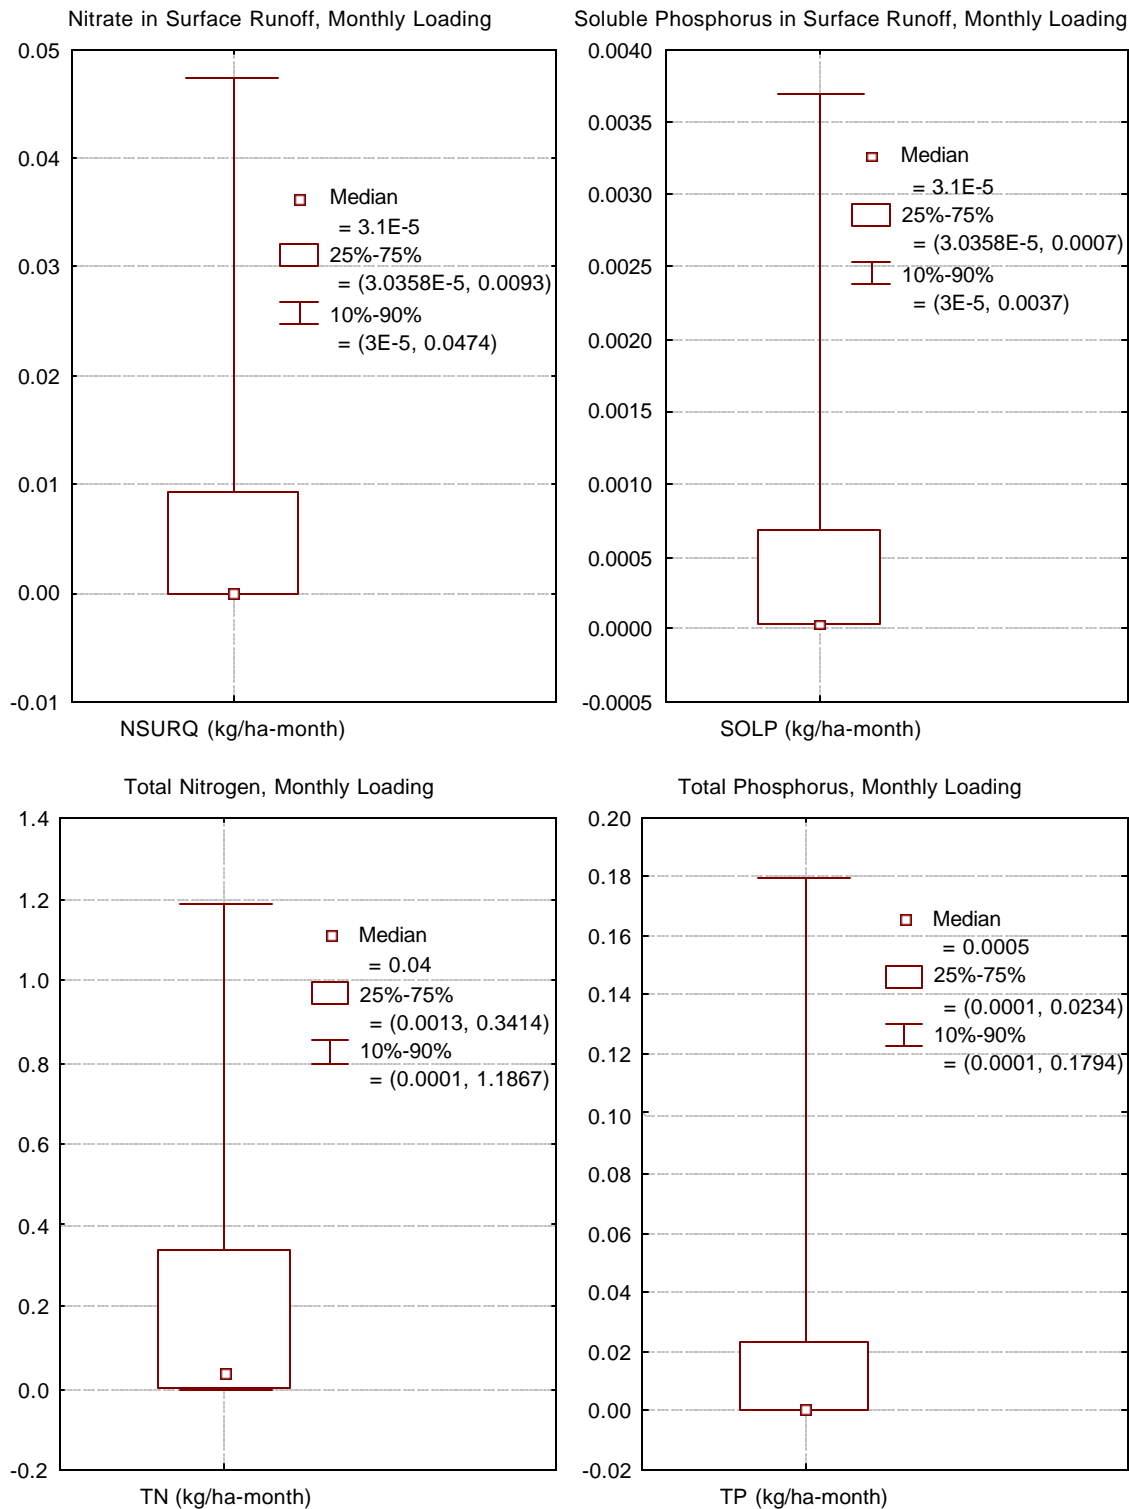 Nitrate in Surface Runoff, Monthly Loading
0.05
0.04
0.03
0.02
0.01
0.00
-0.01
Median
= 3.1E-5
25%-75%
= (3.0358E-5, 0.0093)
10%-90%
= (3E-5, 0.0474)
NSURQ (kg/ha-month)
Soluble Phosphorus in Surface Runoff, Monthly Loading
0.0040
0.0035
0.0030
0.0025
0.0020
0.0015
0.0010
0.0005
0.0000
-0.0005
Median
= 3.1E-5
25%-75%
= (3.0358E-5, 0.0007)
10%-90%
= (3E-5, 0.0037)
SOLP (kg/ha-month)
Total Nitrogen, Monthly Loading
1.4
1.2
1.0
0.8
0.6
0.4
0.2
0.0
-0.2
Median
= 0.04
25%-75%
= (0.0013, 0.3414)
10%-90%
= (0.0001, 1.1867)
TN (kg/ha-month)
Total Phosphorus, Monthly Loading
0.20
0.18
0.16
0.14
0.12
0.10
0.08
0.06
0.04
0.02
0.00
-0.02
Median
= 0.0005
25%-75%
= (0.0001, 0.0234)
10%-90%
= (0.0001, 0.1794)
TP (kg/ha-month)